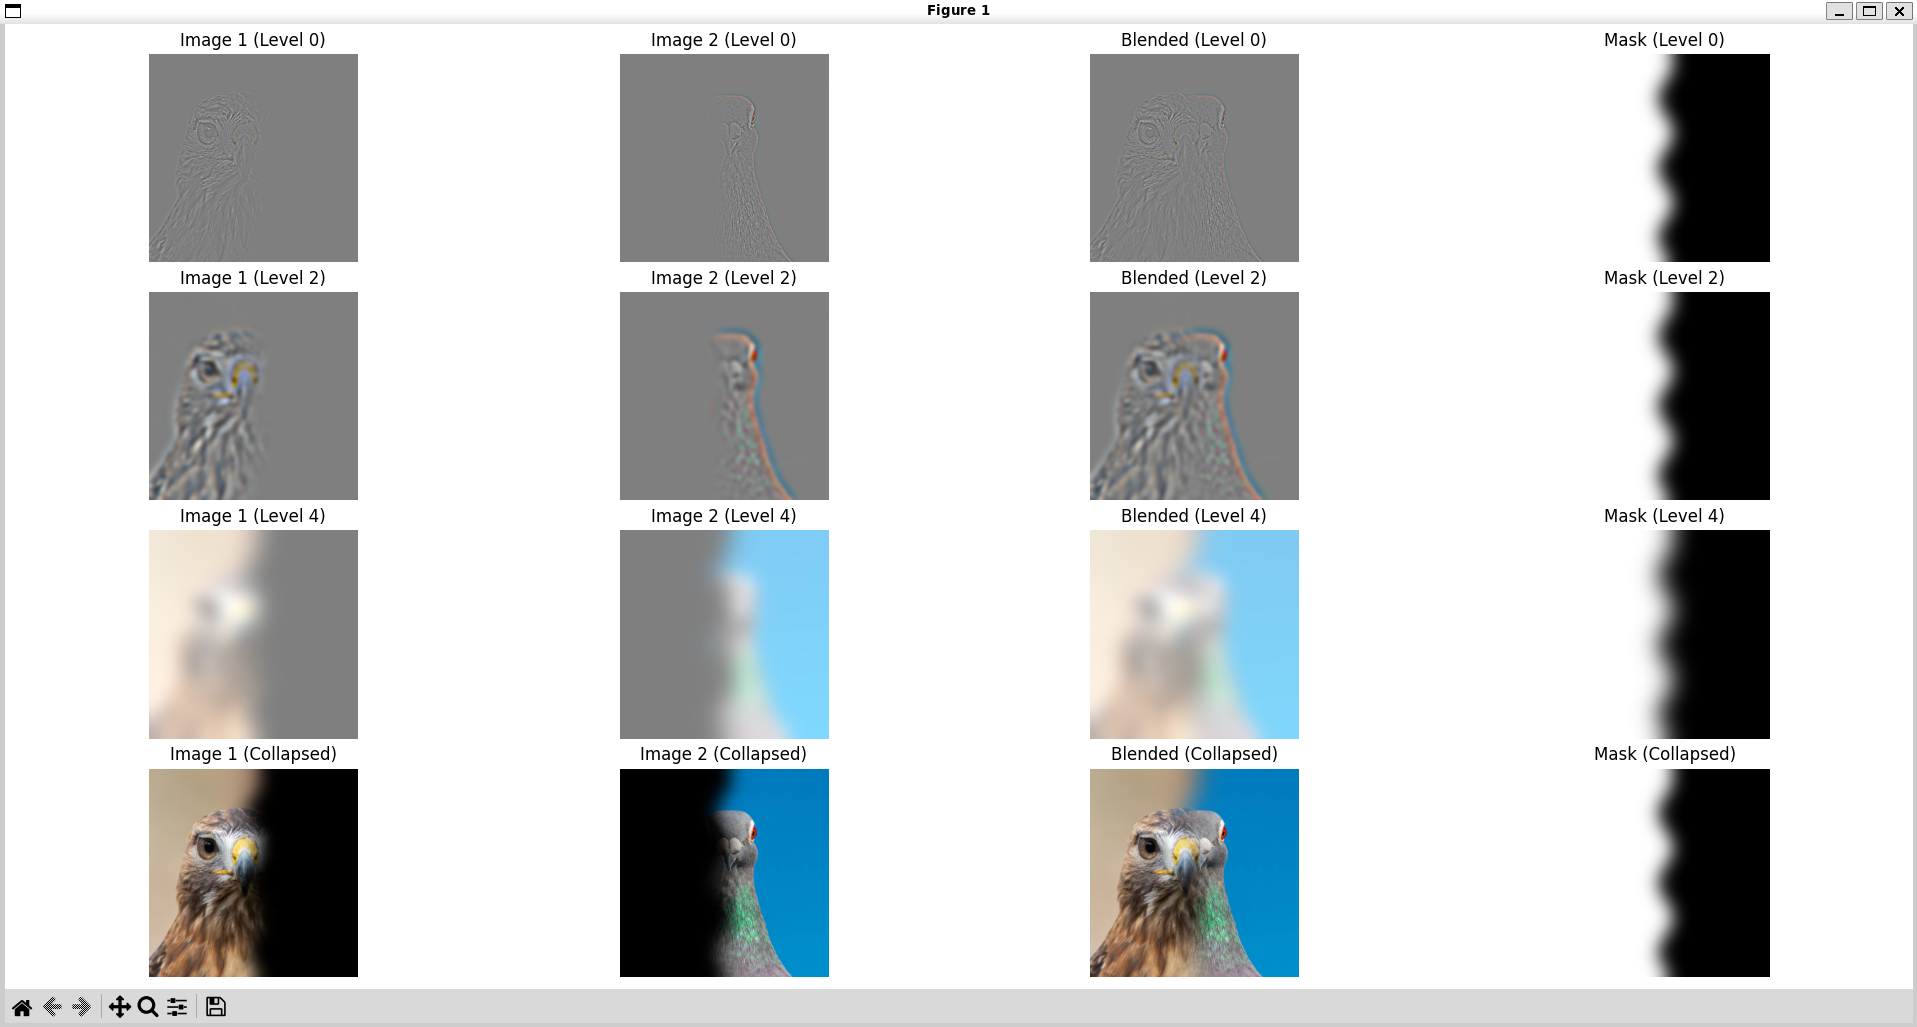 Figure 1
Image 1 (Level 0)
Image 2 (Level 0)
Blended (Level 0)
Mask (Level 0)
Image 1 (Level 2)
Image 2 (Level 2)
Blended (Level 2)
Mask (Level 2)
Image 1 (Level 4)
Image 2 (Level 4)
Blended (Level 4)
Mask (Level 4)
Image 1 (Collapsed)
Image 2 (Collapsed)
Blended (Collapsed)
Mask (Collapsed)